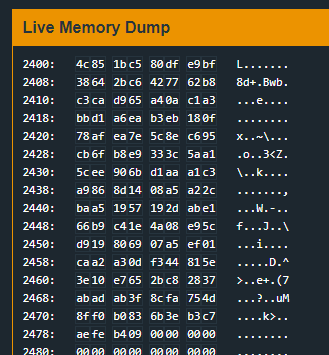 Live Memory Dump
2400: 4c85 1bc5 80df e9bf L.......
2408: 3864 2bc6 4277 62b8 8d+.Bwb.
2410: c3ca d965 a40a c1a3 ...e....
2418: bbd1 a6ea b3eb 180f ........
2420: 78af ea7e 5c8e c695 x..~\...
2428: cb6f b8e9 333c 5aa1 .o..3<Z.
2430: 5cee 906b d1aa a1c3 \..k....
2438: a986 8d14 08a5 a22c .......,
2440: baa5 1957 192d abe1 ...W.-..
2448: 66b9 c41e 4a08 e95c f...J..\
2450: d919 8069 07a5 ef01 ...i....
2458: caa2 a30d f344 815e .....D.^
2460: 3e10 e765 2bc8 2837 >..e+.(7
2468: abad ab3f 8cfa 754d ...?..uM
2470: 8ff0 b083 6b3e b3c7 ....k>..
2478: aefe b409 0000 0000 ........
2480: 0000 0000 0000 0000